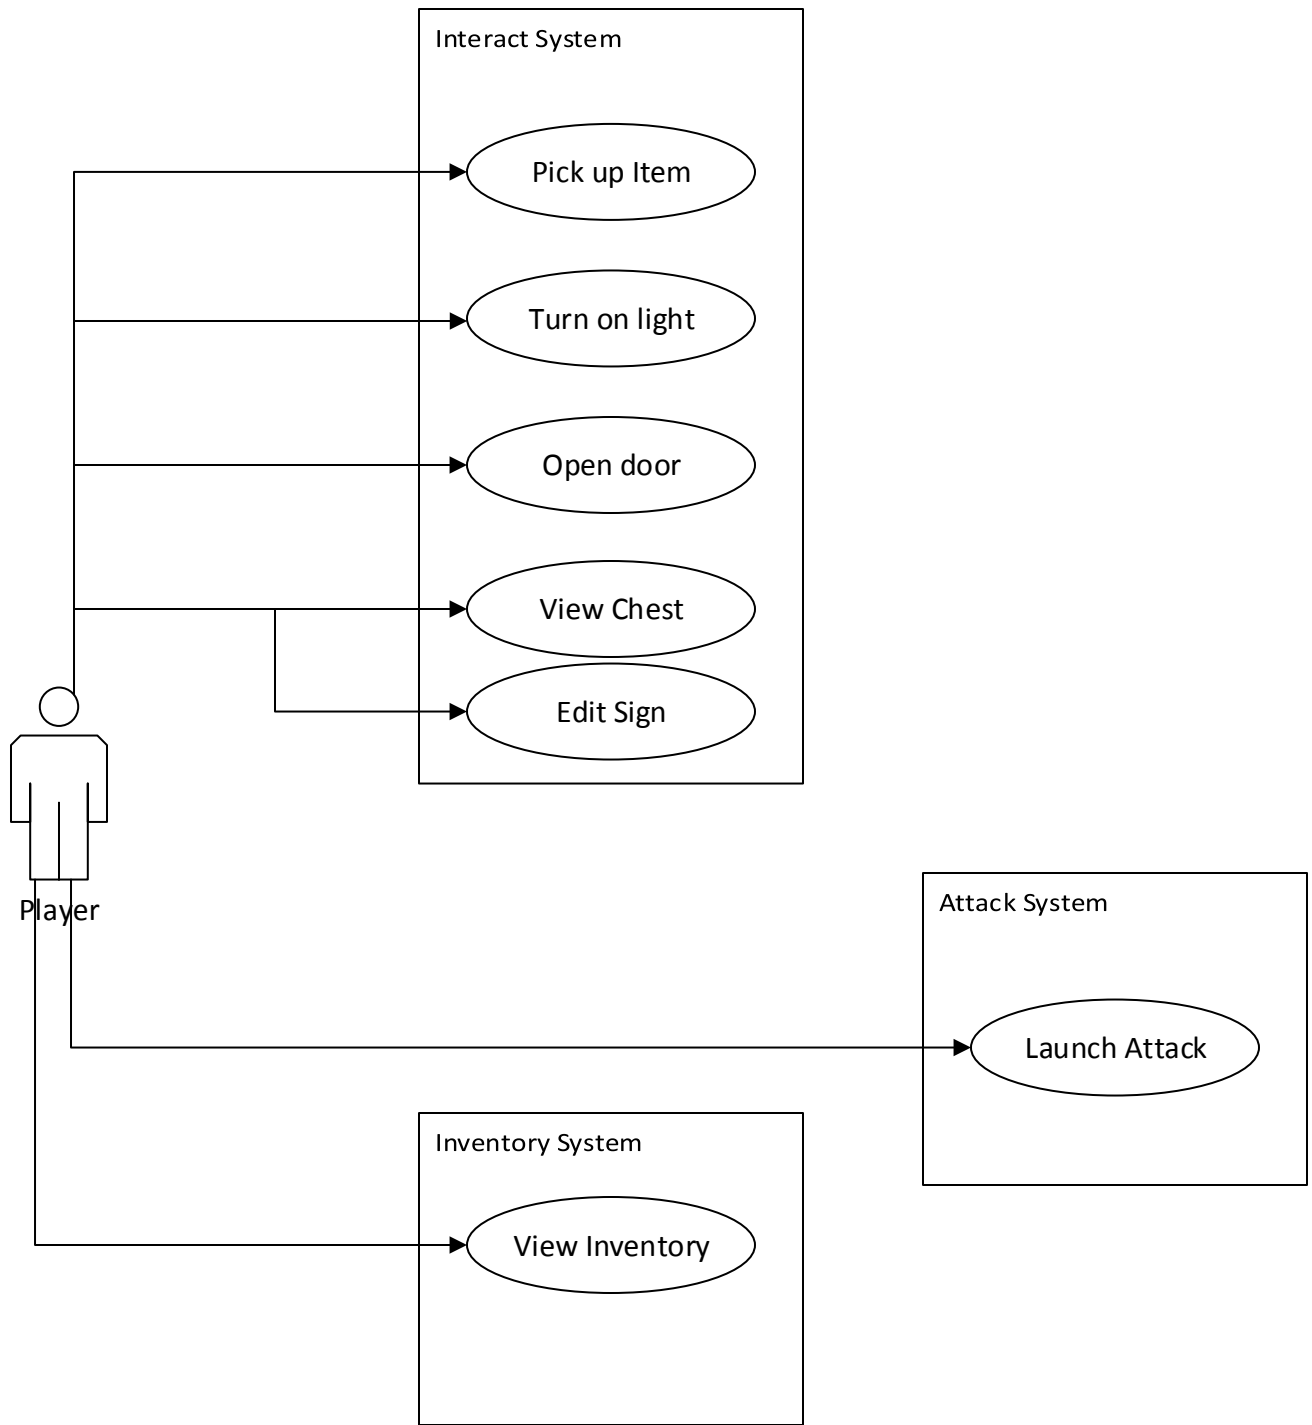 Interact System
Pick up Item
Turn on light
Open door
View Chest
Edit Sign
Player
Attack System
Launch Attack
Inventory System
View Inventory